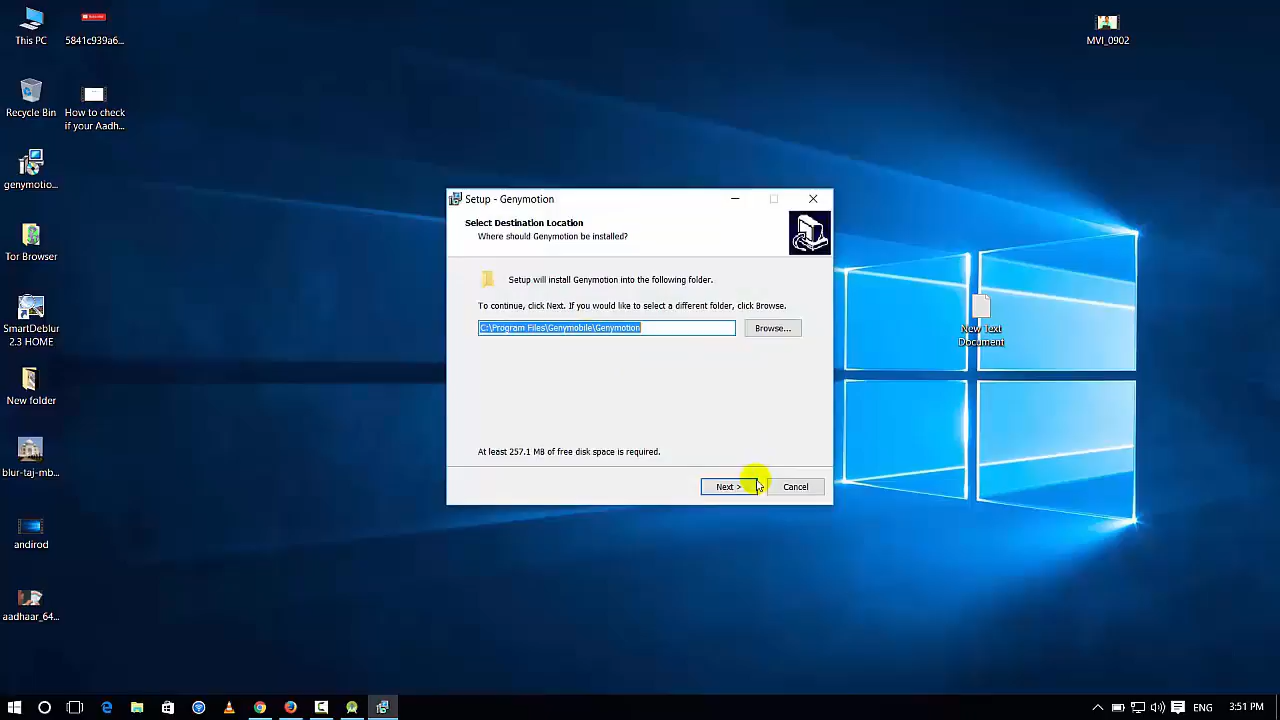 This PC
5841c939a6...
MVI_0902
Recycle Bin
How to check
if your Aadh...
genymotio...
Tor Browser
SmartDeblur
2.3 HOME
New folder
blur-taj-mb...
andirod
aadhaar_64...
New Text
Document
Setup - Genymotion
Select Destination Location
Where should Genymotion be installed?
Setup will install Genymotion into the following folder.
To continue, click Next. If you would like to select a different folder, click Browse.
C:\Program Files\Genymobile\Genymotion
Browse...
At least 257.1 MB of free disk space is required.
Next >
Cancel
ENG
3:51 PM